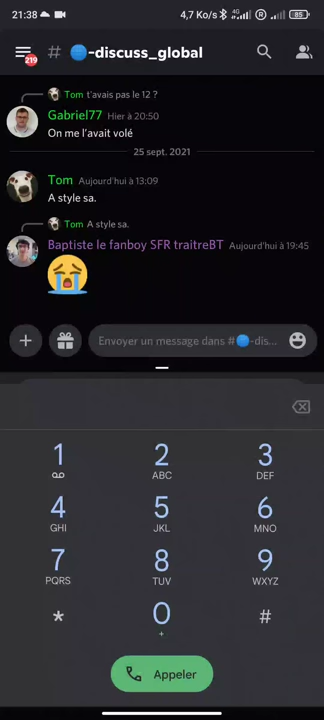 21:38
4,7 Ko/s
4G
R
85
219
# 🔵-discuss_global
Tom t'avais pas le 12 ?
Gabriel77 Hier à 20:50
On me l'avait volé
25 sept. 2021
Tom Aujourd'hui à 13:09
A style sa.
Tom A style sa.
Baptiste le fanboy SFR traitreBT Aujourd'hui à 19:45
😭
Envoyer un message dans #🔵-dis...
1
2
3
ABC
DEF
4
5
6
GHI
JKL
MNO
7
8
9
PQRS
TUV
WXYZ
*
0
#
+
Appeler